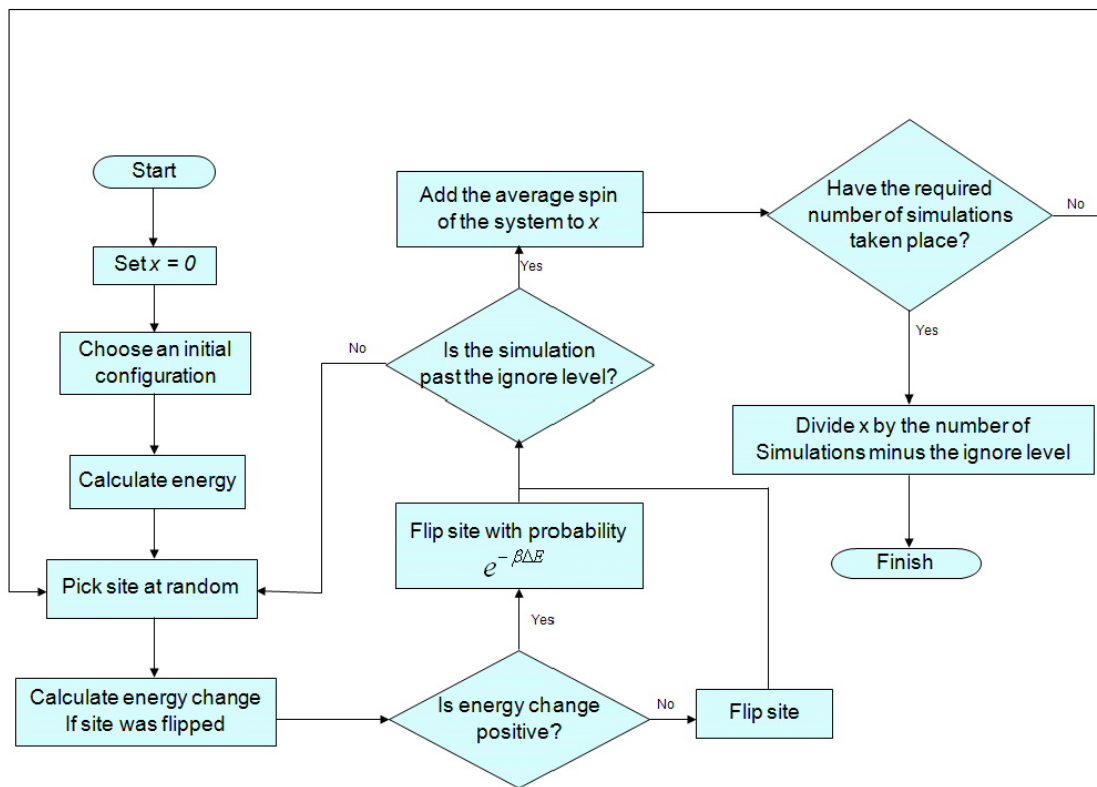 Start
Set x = 0
Choose an initial
configuration
Calculate energy
Pick site at random
Calculate energy change
If site was flipped
Is energy change
positive?
Yes
No
Flip site
Flip site with probability
e^{- βΔE}
Is the simulation
past the ignore level?
No
Yes
Add the average spin
of the system to x
Have the required
number of simulations
taken place?
No
Yes
Divide x by the number of
Simulations minus the ignore level
Finish